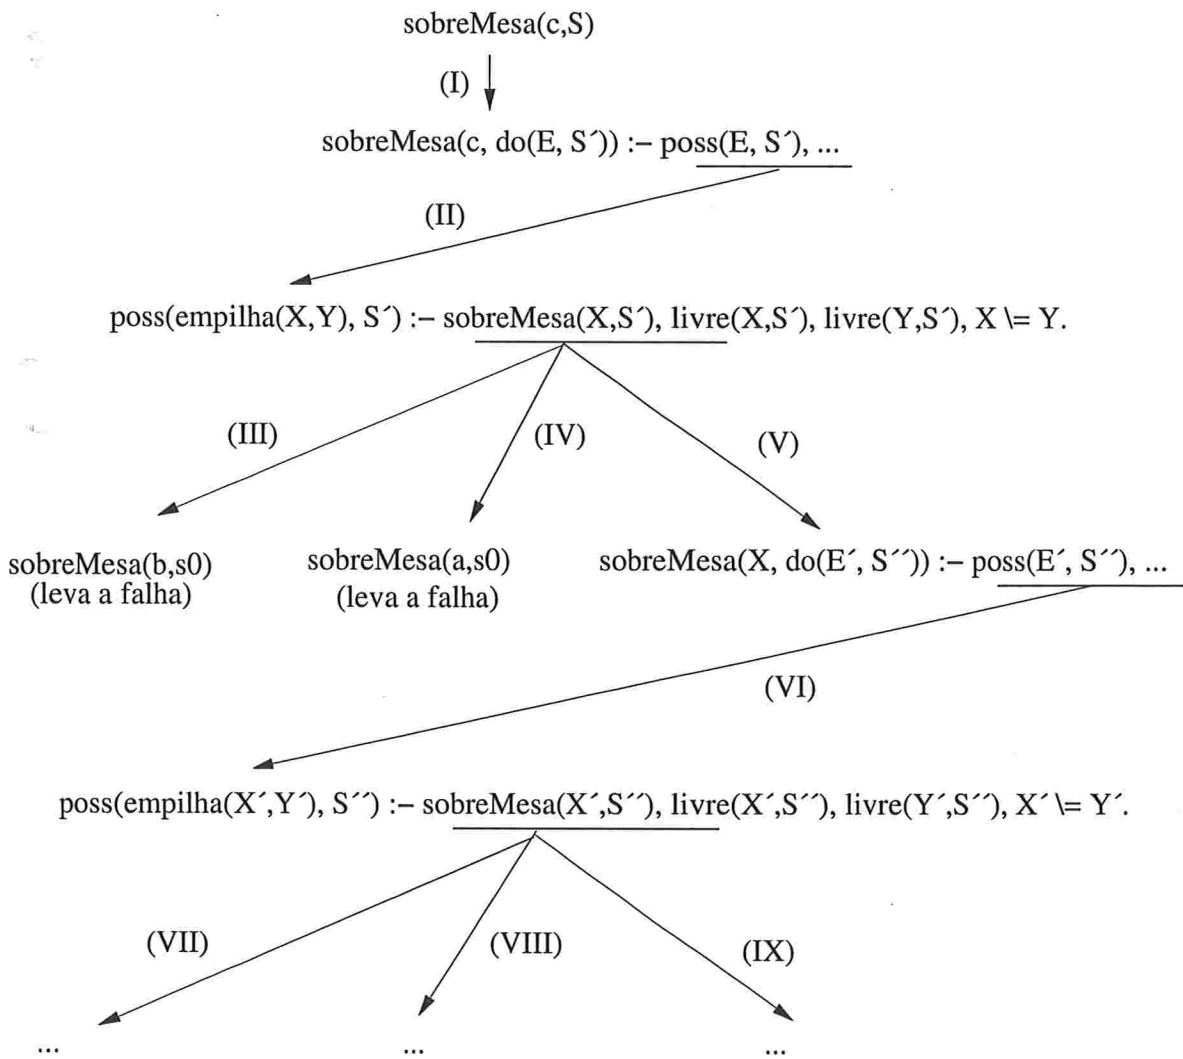 sobreMesa(c,S)
(I)
sobreMesa(c, do(E, S´)) :– poss(E, S´), ...
(II)
poss(empilha(X,Y), S´) :– sobreMesa(X,S´), livre(X,S´), livre(Y,S´), X \= Y.
(III)
(IV)
(V)
sobreMesa(b,s0)
(leva a falha)
sobreMesa(a,s0)
(leva a falha)
sobreMesa(X, do(E´, S´´)) :– poss(E´, S´´), ...
(VI)
poss(empilha(X´,Y´), S´´) :– sobreMesa(X´,S´´), livre(X´,S´´), livre(Y´,S´´), X´ \= Y´.
(VII)
(VIII)
(IX)
...
...
...